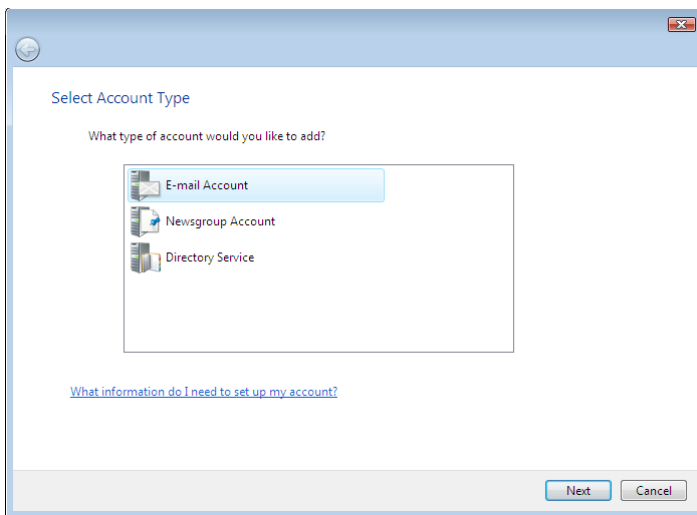 Select Account Type
What type of account would you like to add?
E-mail Account
Newsgroup Account
Directory Service
What information do I need to set up my account?
Next Cancel